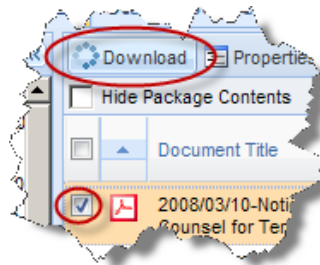 Download Properties
Hide Package Contents
Document Title
2008/03/10-Noti
Counsel for Ter